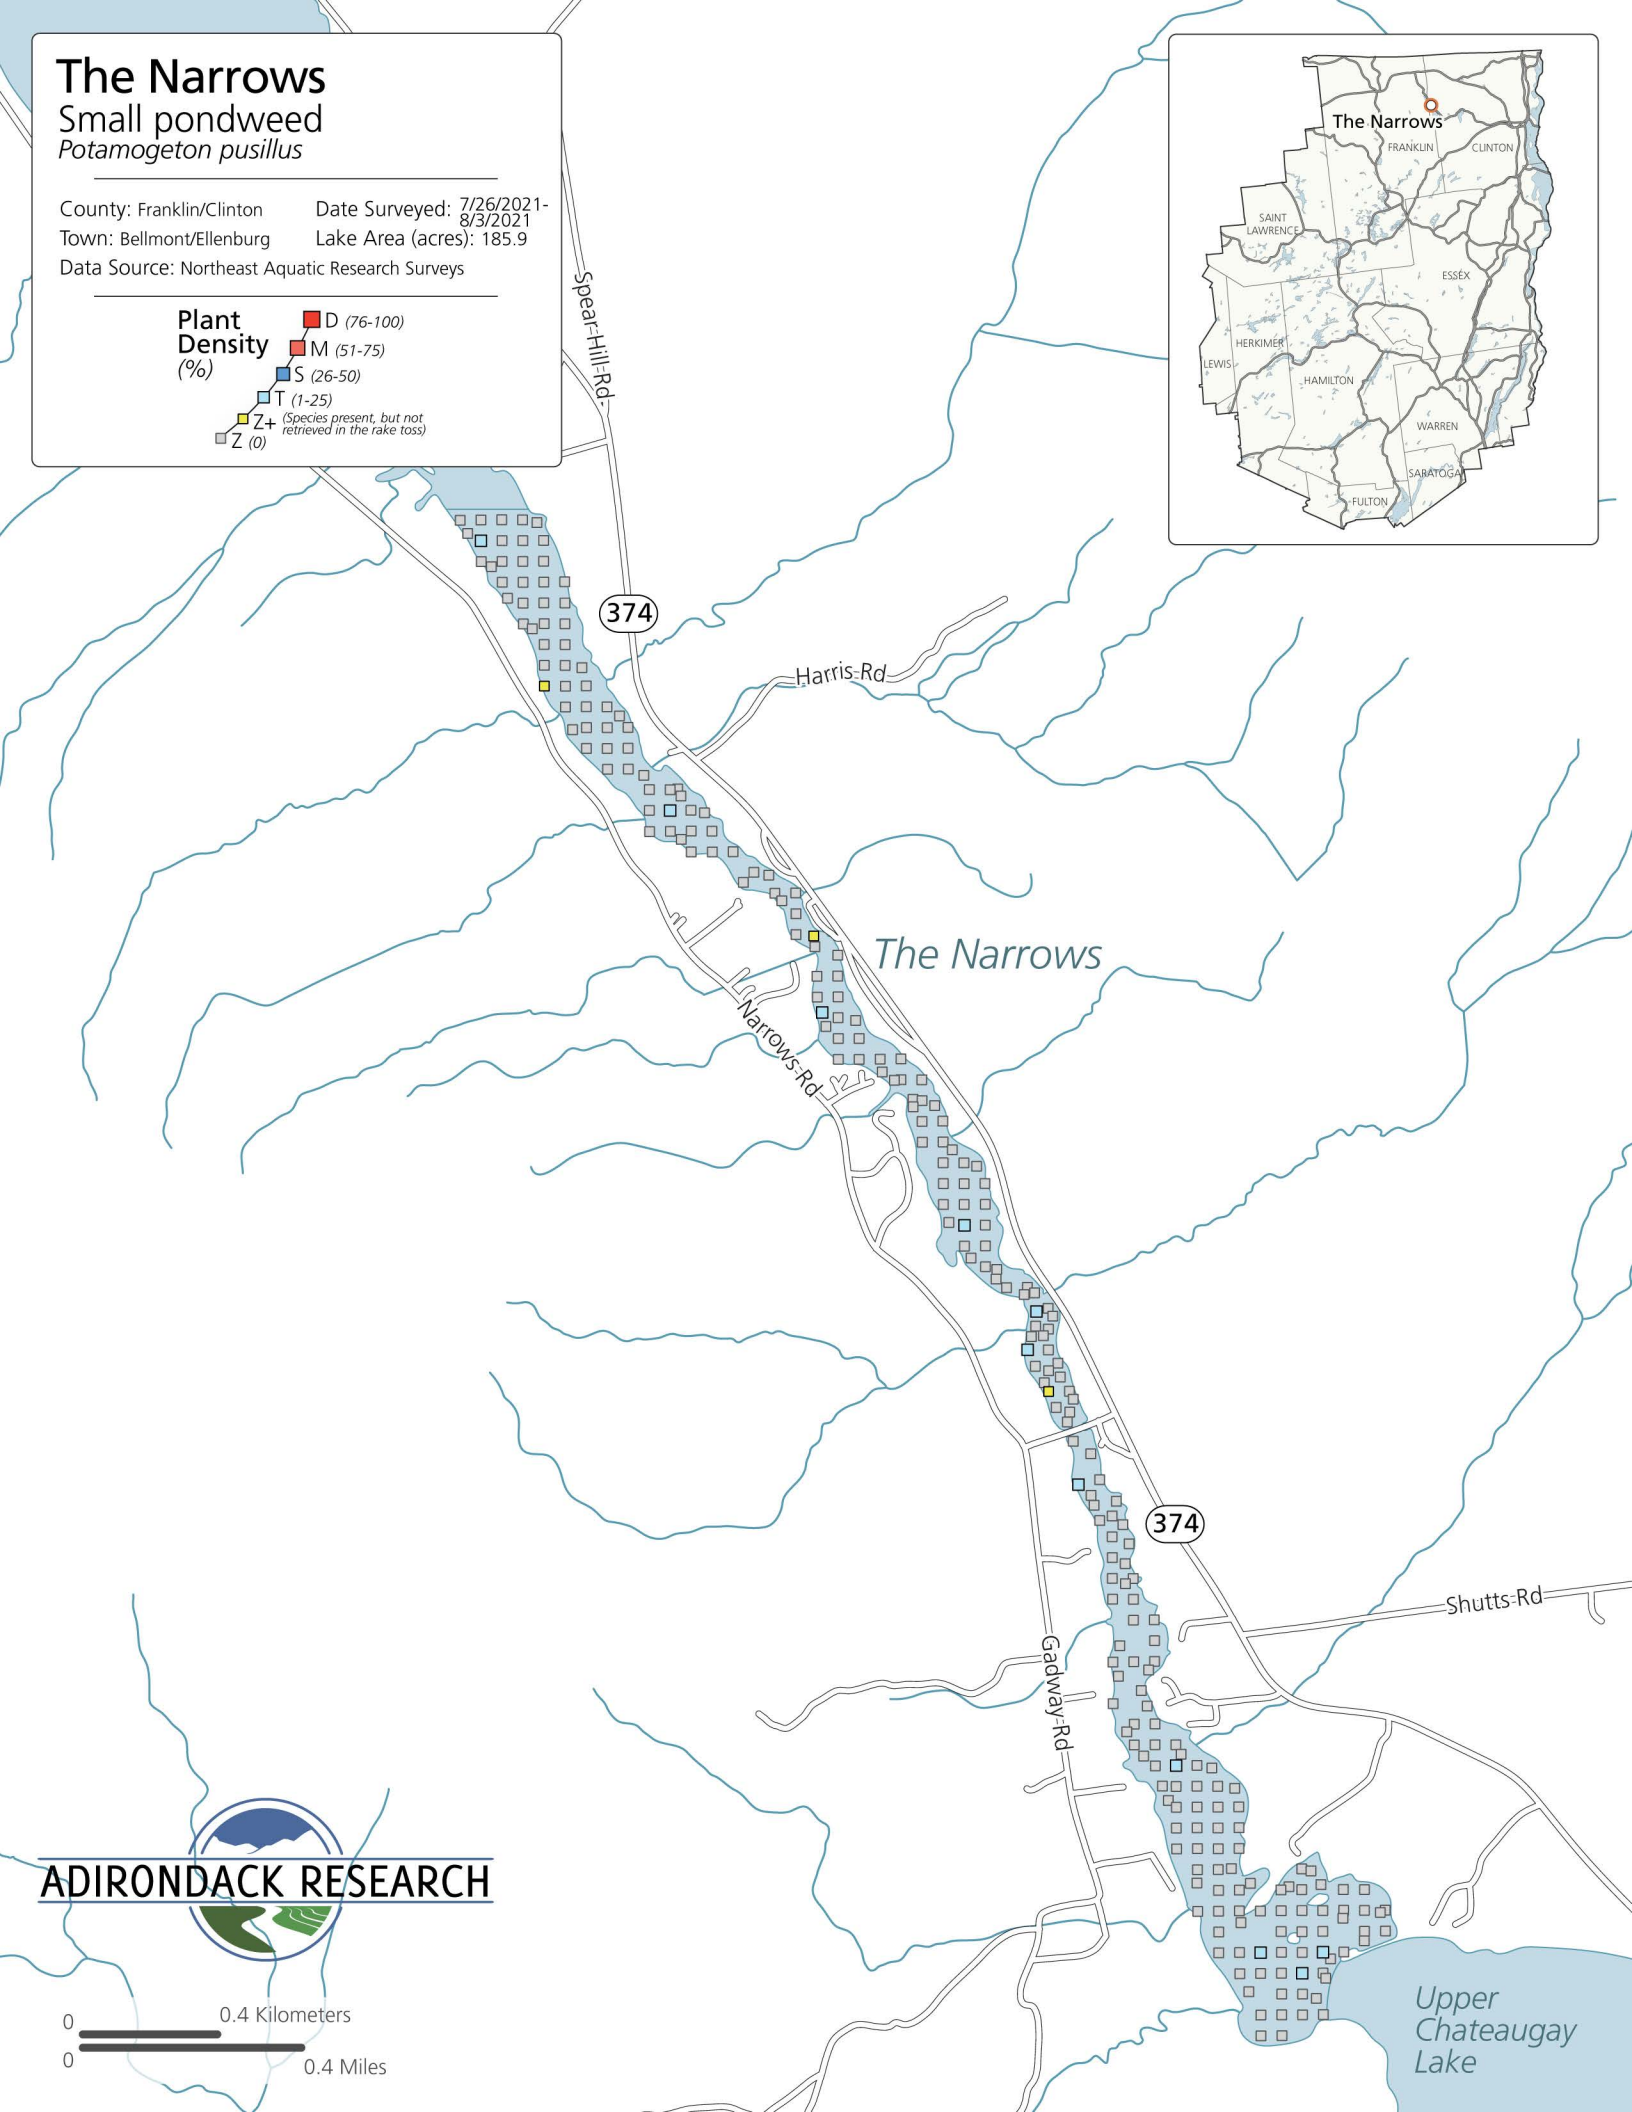 The Narrows
Small pondweed
Potamogeton pusillus
County: Franklin/Clinton
Date Surveyed: 7/26/2021-
8/3/2021
Town: Bellmont/Ellenburg
Lake Area (acres): 185.9
Data Source: Northeast Aquatic Research Surveys
Plant
Density
(%)
D (76-100)
M (51-75)
S (26-50)
T (1-25)
Z+ (Species present, but not
retrieved in the rake toss)
Z (0)
The Narrows
FRANKLIN
CLINTON
SAINT
LAWRENCE
ESSEX
HERKIMER
LEWIS
HAMILTON
WARREN
SARATOGA
FULTON
Spear-Hill-Rd
374
Harris-Rd
The Narrows
Narrows-Rd
374
Shutts-Rd
Gadway-Rd
ADIRONDACK RESEARCH
Upper
Chateaugay
Lake
0
0.4 Kilometers
0
0.4 Miles